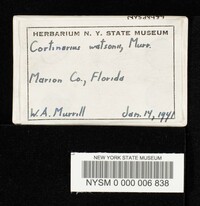 HERBARIUM N. Y. STATE MUSEUM
Cortinarius watsonii, Murr.
Marion Co., Florida
W.A. Murrill Jan. 14, 1941
NEW YORK STATE MUSEUM
NYSM 0 000 006 838